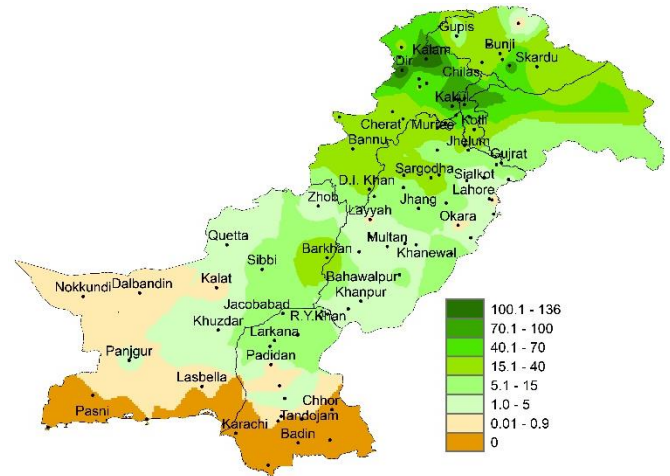 Gupis
Bunji
Kalam
Dir
Skardu
Chilas
Kakul
Cherat
Murree
Kotli
Bannu
Jhelum
Gujrat
Sargodha
Sialkot
D.I. Khan
Zhob
Lahore
Layyah
Jhang
Okara
Quetta
Multan
Sibbi
Barkhan
Khanewal
Nokkundi
Dalbandin
Kalat
Bahawalpur
Khanpur
Jacobabad
R.Y.Khan
Khuzdar
Larkana
Panjgur
Padidan
Lasbella
Pasni
Chhor
Tandojam
Karachi
Badin
100.1 - 136
70.1 - 100
40.1 - 70
15.1 - 40
5.1 - 15
1.0 - 5
0.01 - 0.9
0